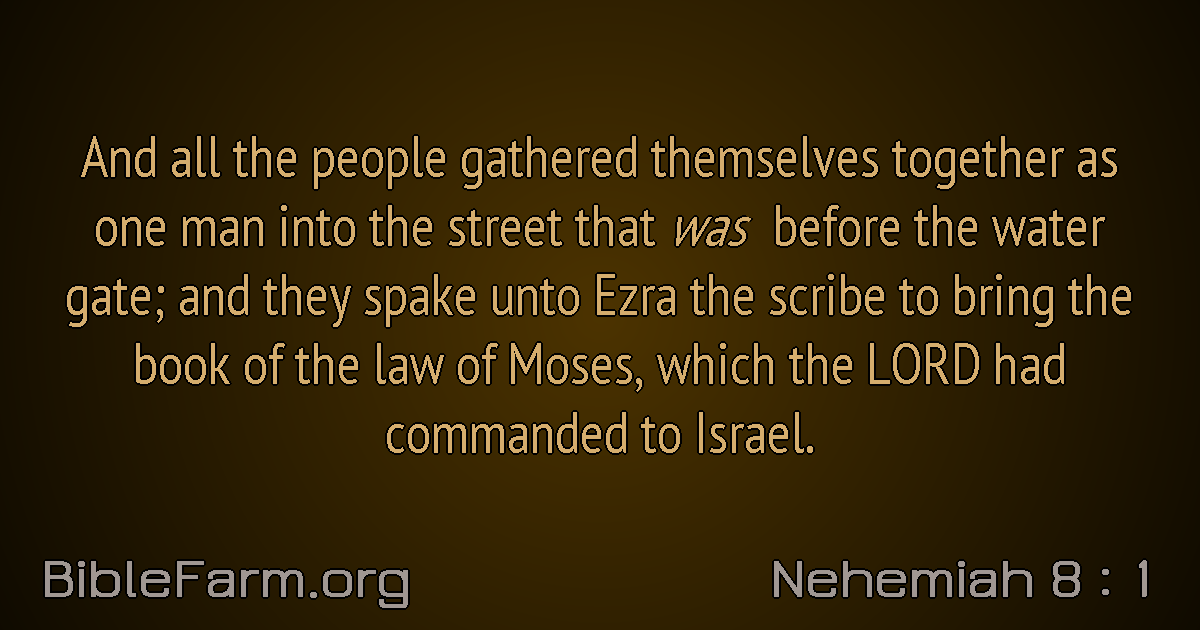 And all the people gathered themselves together as
one man into the street that was before the water
gate; and they spake unto Ezra the scribe to bring the
book of the law of Moses, which the LORD had
commanded to Israel.
BibleFarm.org
Nehemiah 8 : 1